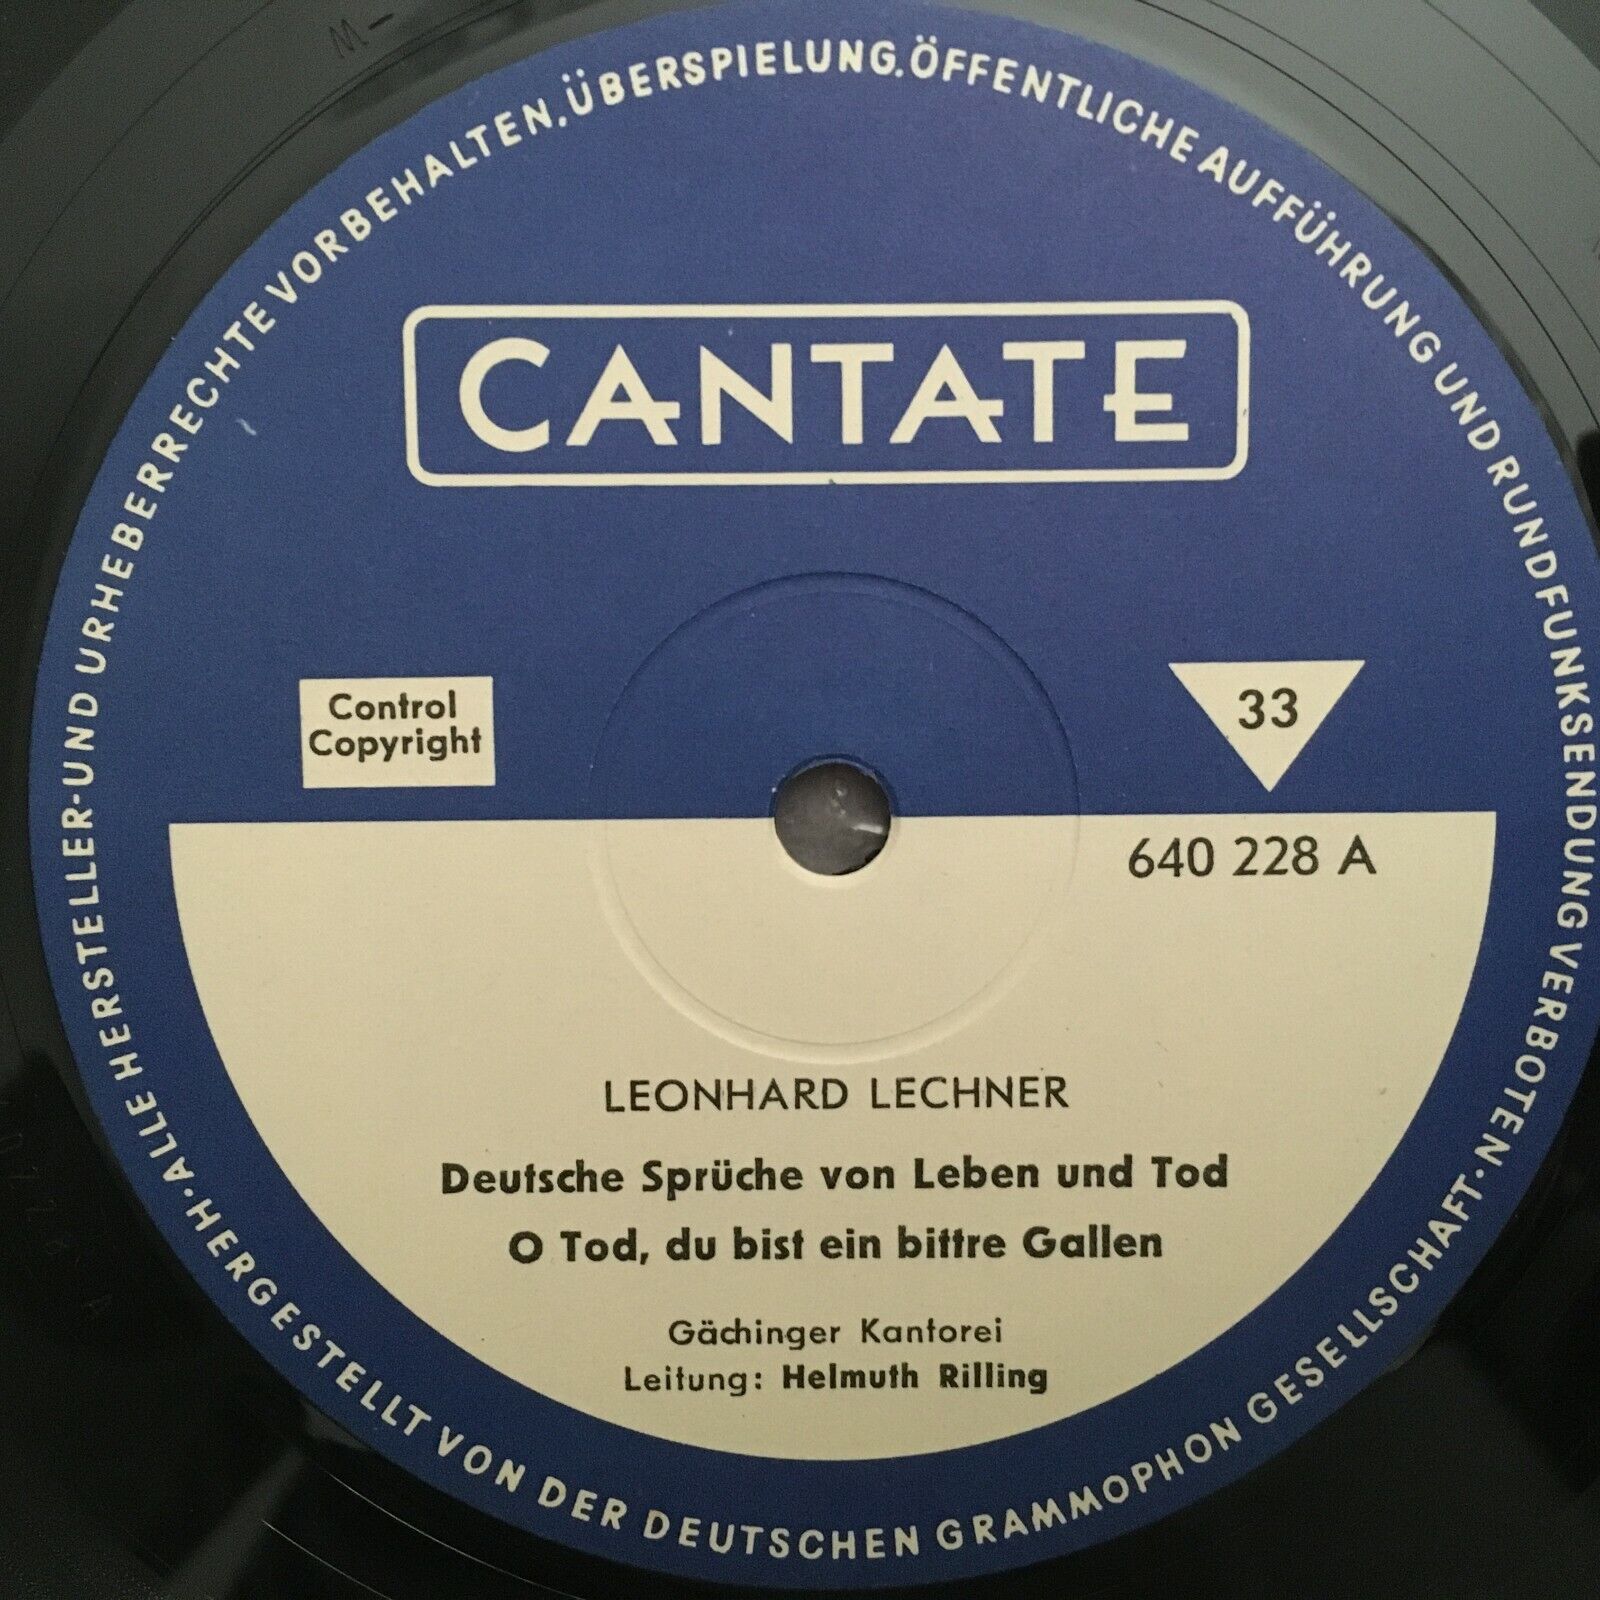 M-
·ALLE HERSTELLER-UND URHEBERRECHTE VORBEHALTEN, ÜBERSPIELUNG, ÖFFENTLICHE AUFFÜHRUNG UND RUNDFUNKSENDUNG VERBOTEN·
CANTATE
Control
Copyright
33
640 228 A
LEONHARD LECHNER
Deutsche Sprüche von Leben und Tod
O Tod, du bist ein bittre Gallen
Gächinger Kantorei
Leitung: Helmuth Rilling
HERGESTELLT VON DER DEUTSCHEN GRAMMOPHON GESELLSCHAFT